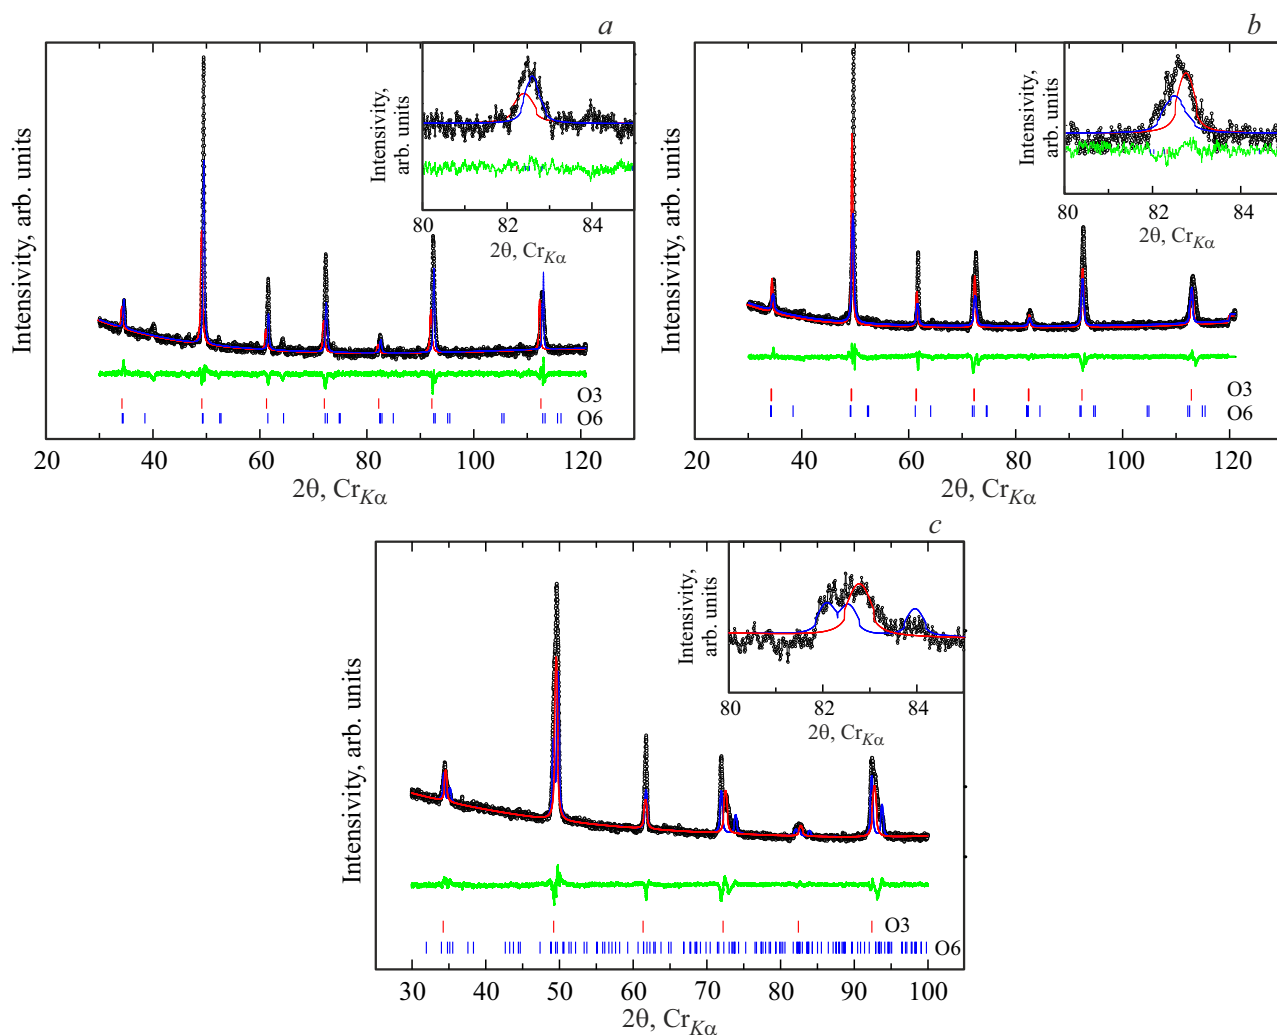 a
Intensivity, arb. units
Intensivity,
arb. units
80 82 84
2θ, CrKα
O3
O6
20 40 60 80 100 120
2θ, CrKα
b
Intensivity, arb. units
Intensivity,
arb. units
80 82 84
2θ, CrKα
O3
O6
20 40 60 80 100 120
2θ, CrKα
c
Intensivity, arb. units
Intensivity,
arb. units
80 82 84
2θ, CrKα
O3
O6
30 40 50 60 70 80 90 100
2θ, CrKα